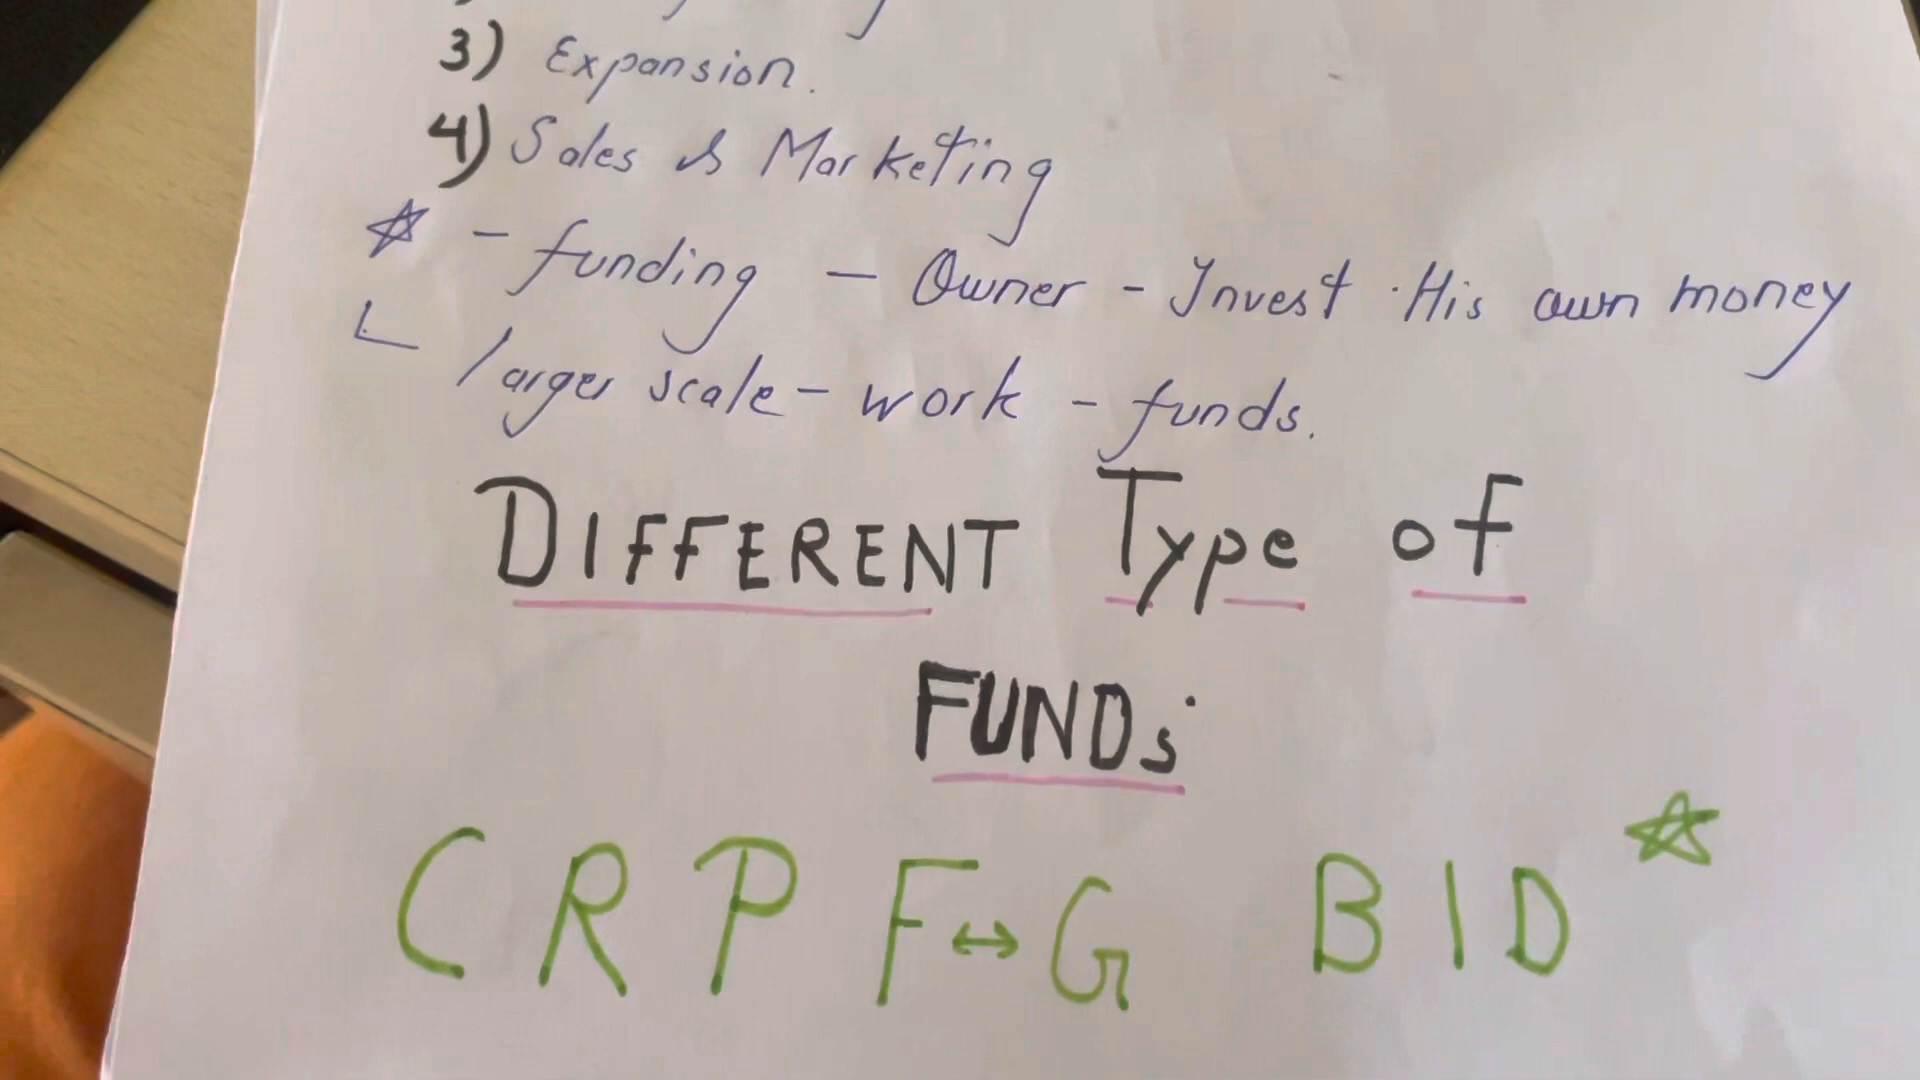 3) Expansion.
4) Sales & Marketing
☆ - funding - Owner - Invest His own money
larger scale - work - funds.
DIFFERENT Type of
FUNDs
C R P F ↔ G BID ☆